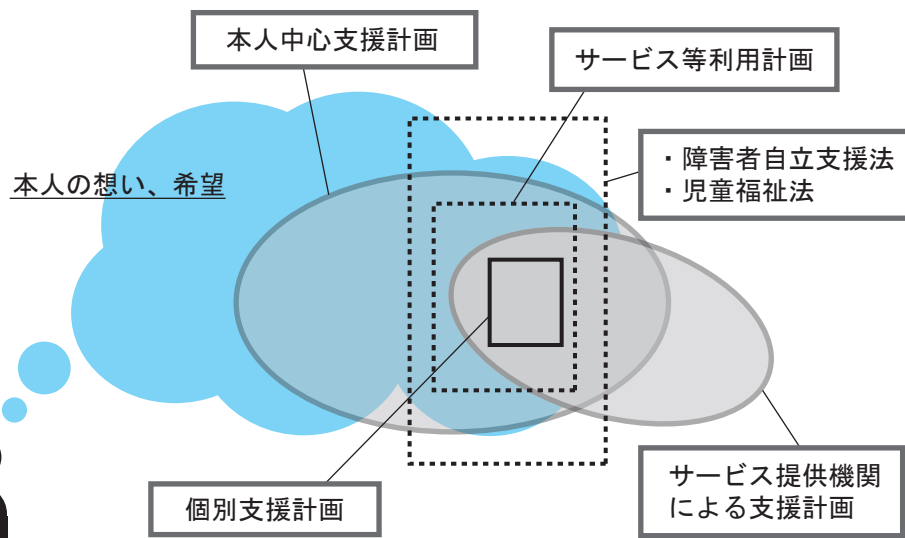 本人中心支援計画
サービス等利用計画
・障害者自立支援法
・児童福祉法
本人の想い、希望
個別支援計画
サービス提供機関
による支援計画